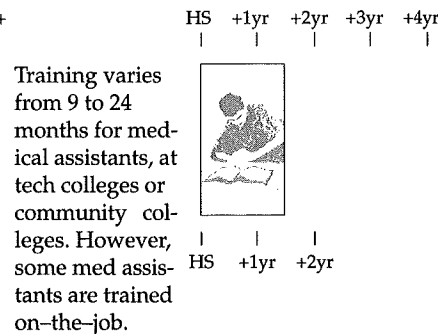 HS +1yr +2yr +3yr +4yr
Training varies
from 9 to 24
months for med-
ical assistants, at
tech colleges or
community col-
leges. However,
some med assis-
tants are trained
on–the–job.
HS +1yr +2yr